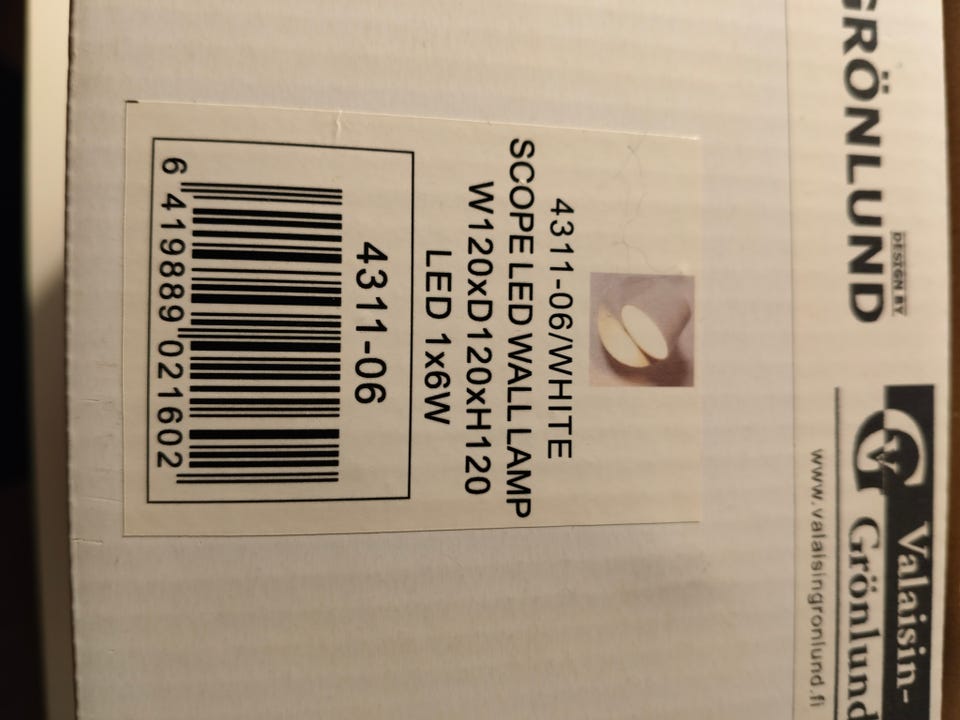 GRÖNLUND
DESIGN BY
Valaisin-
Grönlund
www.valaisingronlund.fi
4311-06/WHITE
SCOPE LED WALL LAMP
W120xD120xH120
LED 1x6W
4311-06
6 419889 021602